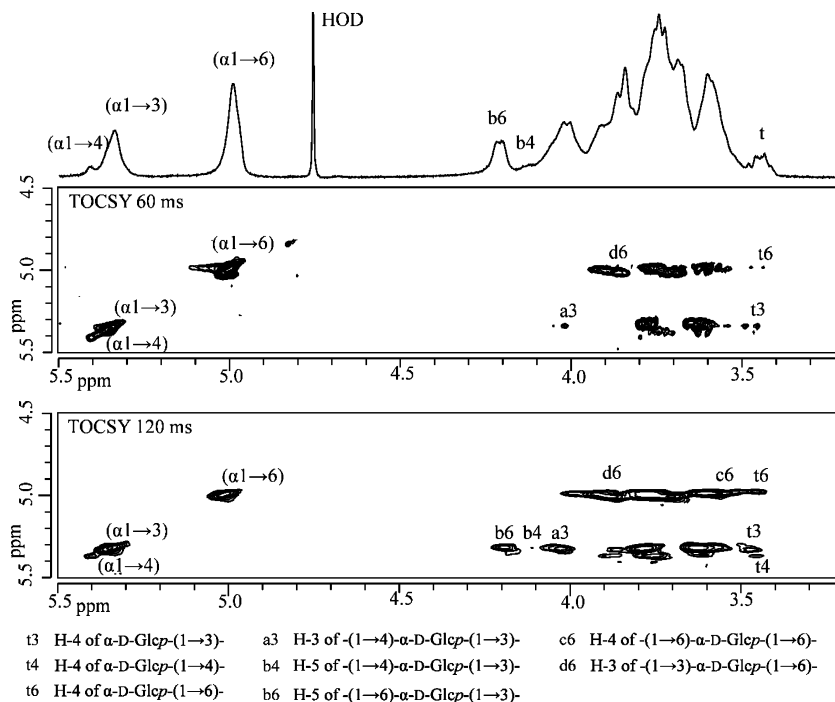 HOD
(α1→6)
(α1→3)
(α1→4)
b6
b4
t
4.5
TOCSY 60 ms
(α1→6)
d6
t6
5.0
(α1→3)
a3
t3
ppm
(α1→4)
5.5
5.5
ppm
5.0
4.5
4.0
3.5
4.5
TOCSY 120 ms
(α1→6)
d6
c6
t6
5.0
(α1→3)
b6
b4
a3
t3
ppm
(α1→4)
t4
5.5
5.5
ppm
5.0
4.5
4.0
3.5
t3 H-4 of α-D-Glcp-(1→3)- a3 H-3 of -(1→4)-α-D-Glcp-(1→3)- c6 H-4 of -(1→6)-α-D-Glcp-(1→6)-
t4 H-4 of α-D-Glcp-(1→4)- b4 H-5 of -(1→4)-α-D-Glcp-(1→3)- d6 H-3 of -(1→3)-α-D-Glcp-(1→6)-
t6 H-4 of α-D-Glcp-(1→6)- b6 H-5 of -(1→6)-α-D-Glcp-(1→3)-